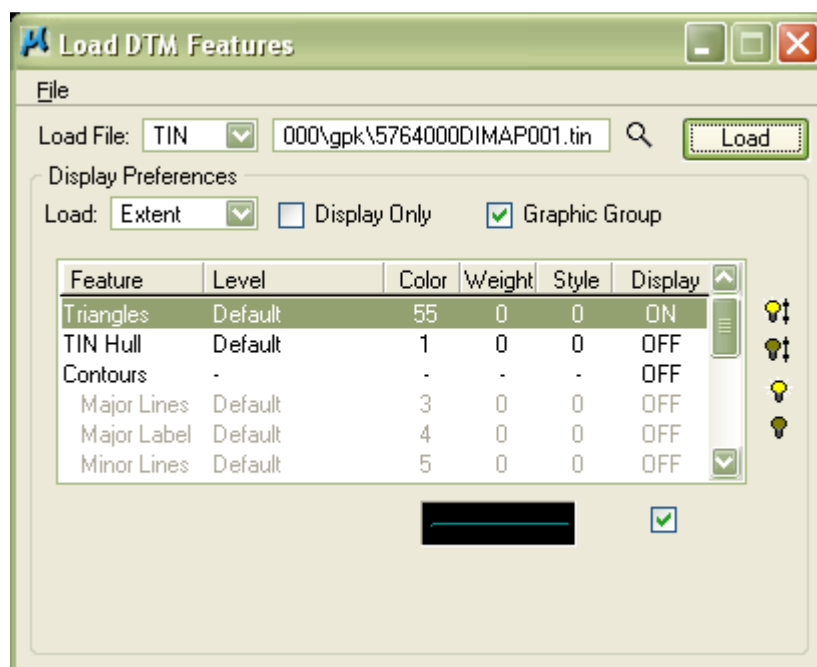 Load DTM Features
File
Load File: TIN 000\gpk\5764000DIMAP001.tin Load
Display Preferences
Load: Extent Display Only Graphic Group
Feature Level Color Weight Style Display
Triangles Default 55 0 0 ON
TIN Hull Default 1 0 0 OFF
Contours - - - - OFF
Major Lines Default 3 0 0 OFF
Major Label Default 4 0 0 OFF
Minor Lines Default 5 0 0 OFF